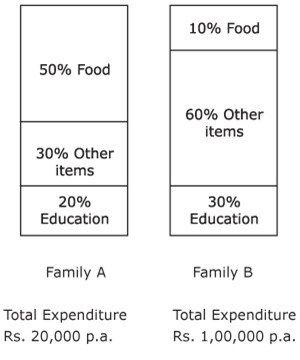 50% Food
30% Other
items
20%
Education
10% Food
60% Other
items
30%
Education
Family A
Family B
Total Expenditure
Rs. 20,000 p.a.
Total Expenditure
Rs. 1,00,000 p.a.